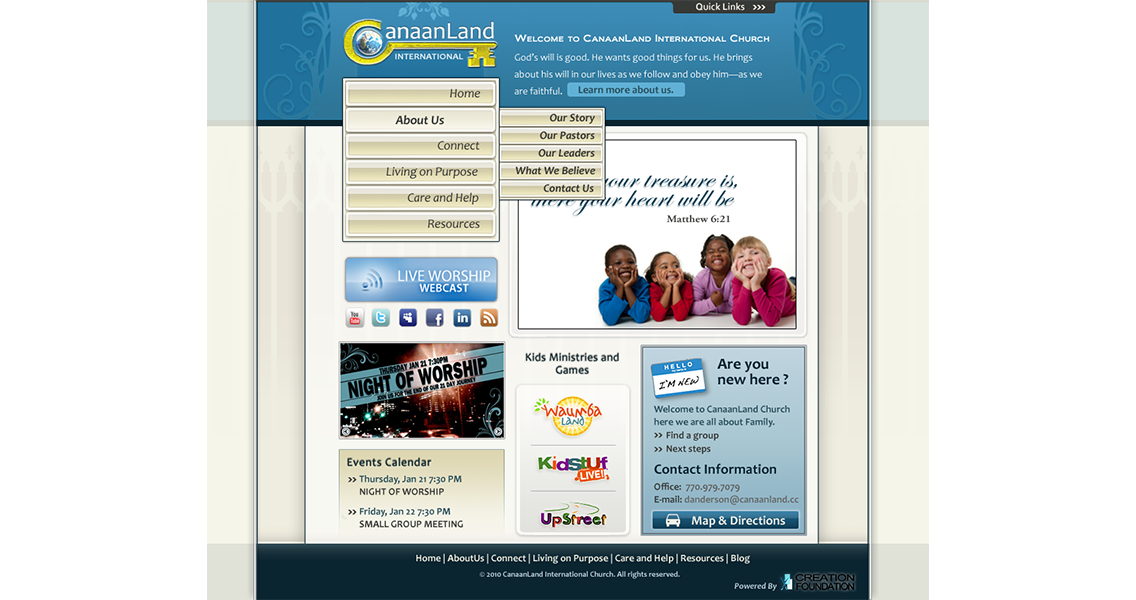 Quick Links >>>
CanaanLand
INTERNATIONAL
Welcome to CanaanLand International Church
God's will is good. He wants good things for us. He brings
about his will in our lives as we follow and obey him—as we
are faithful. Learn more about us.
Home
About Us
Connect
Living on Purpose
Care and Help
Resources
Our Story
Our Pastors
Our Leaders
What We Believe
Contact Us
your treasure is,
there your heart will be
Matthew 6:21
LIVE WORSHIP
WEBCAST
You
Tube
THURSDAY JAN 21 7:30PM
NIGHT OF WORSHIP
JOIN US FOR THE END OF OUR 21 DAY JOURNEY
Events Calendar
>> Thursday, Jan 21 7:30 PM
NIGHT OF WORSHIP
>> Friday, Jan 22 7:30 PM
SMALL GROUP MEETING
Kids Ministries and
Games
Waumba
Land
KidStuf
LIVE!
UpStreet
HELLO
I'M NEW
Are you
new here ?
Welcome to CanaanLand Church
here we are all about Family.
>> Find a group
>> Next steps
Contact Information
Office: 770.979.7079
E-mail: danderson@canaanland.cc
Map & Directions
Home | AboutUs | Connect | Living on Purpose | Care and Help | Resources | Blog
© 2010 CanaanLand International Church. All rights reserved.
Powered By
CREATION
FOUNDATION